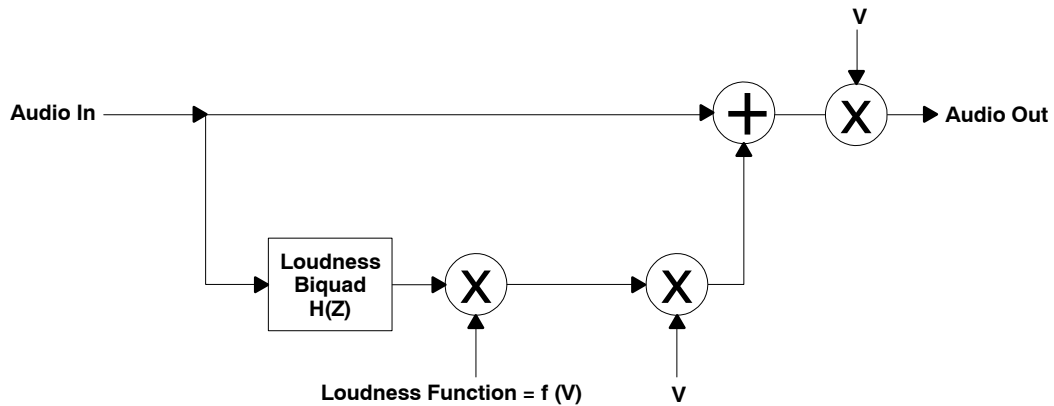 V
Audio In
+
X
Audio Out
Loudness
Biquad
H(Z)
X
X
Loudness Function = f (V)
V